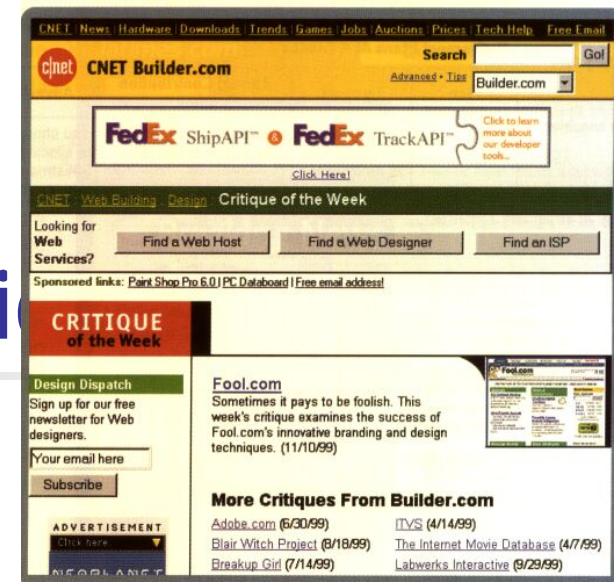 CNET News Hardware Downloads Trends Games Jobs Auctions Prices Tech Help Free Email
c|net CNET Builder.com
Search Go!
Advanced • Tips Builder.com
FedEx ShipAPI™ & FedEx TrackAPI™
Click to learn
more about
our developer
tools...
Click Here!
CNET : Web Building : Design : Critique of the Week
Looking for
Web
Services?
Find a Web Host Find a Web Designer Find an ISP
Sponsored links: Paint Shop Pro 6.0 | PC Databoard | Free email address!
CRITIQUE
of the Week
Design Dispatch
Sign up for our free
newsletter for Web
designers.
Your email here
Subscribe
ADVERTISEMENT
Click here
NEOPLANET
Fool.com
Sometimes it pays to be foolish. This
week's critique examines the success of
Fool.com's innovative branding and design
techniques. (11/10/99)
Fool.com
More Critiques From Builder.com
Adobe.com (6/30/99) ITVS (4/14/99)
Blair Witch Project (8/18/99) The Internet Movie Database (4/7/99)
Breakup Girl (7/14/99) Labwerks Interactive (9/29/99)